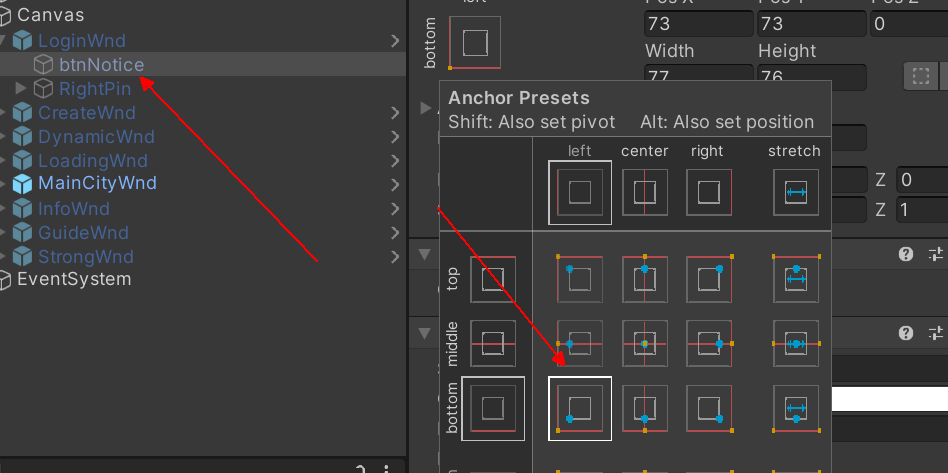 Canvas
LoginWnd
btnNotice
RightPin
CreateWnd
DynamicWnd
LoadingWnd
MainCityWnd
InfoWnd
GuideWnd
StrongWnd
EventSystem
left
bottom
Pos X
Pos Y
Pos Z
73
73
0
Width
Height
77
76
Anchor Presets
Shift: Also set pivot
Alt: Also set position
left
center
right
stretch
top
middle
bottom
Z
0
Z
1